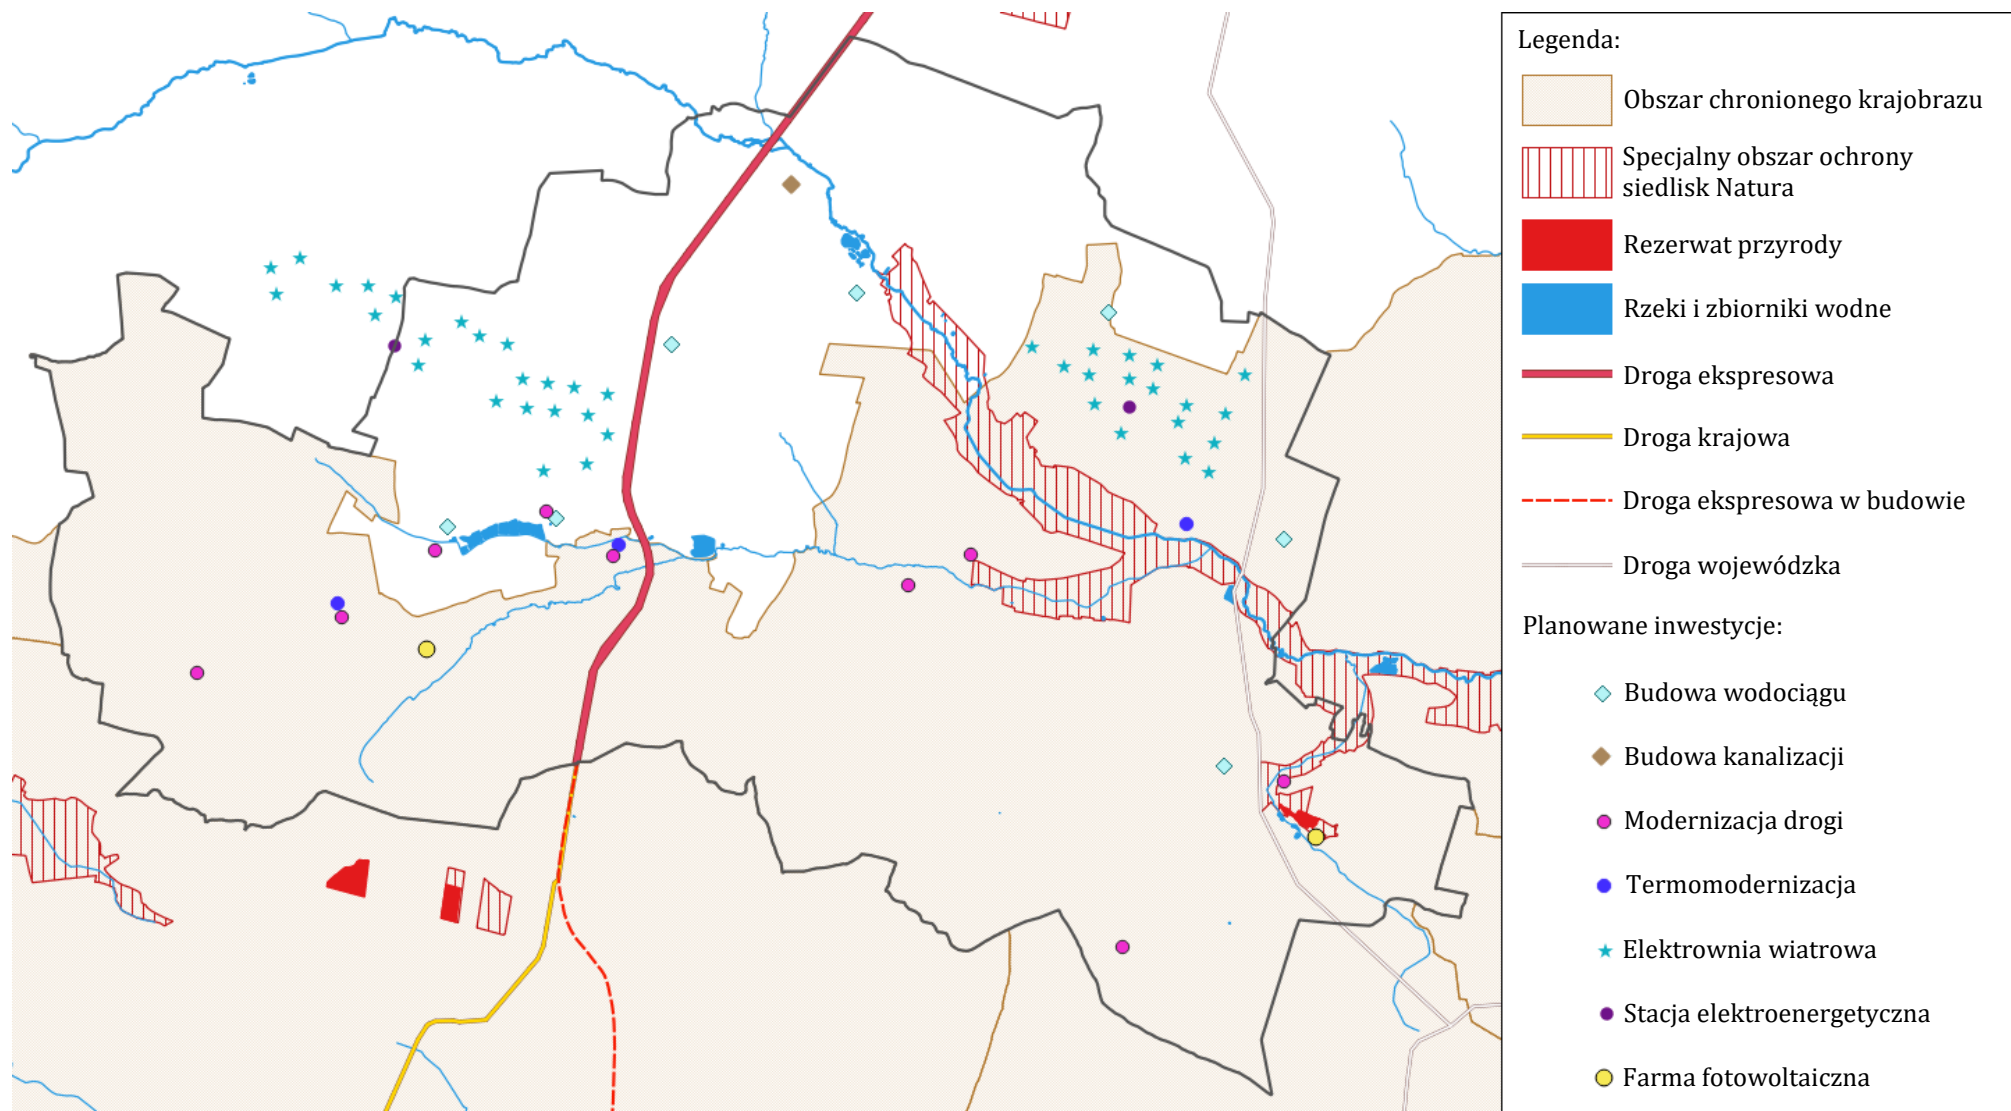 Legenda:
Obszar chronionego krajobrazu
Specjalny obszar ochrony
siedlisk Natura
Rezerwat przyrody
Rzeki i zbiorniki wodne
Droga ekspresowa
Droga krajowa
Droga ekspresowa w budowie
Droga wojewódzka
Planowane inwestycje:
Budowa wodociągu
Budowa kanalizacji
Modernizacja drogi
Termomodernizacja
Elektrownia wiatrowa
Stacja elektroenergetyczna
Farma fotowoltaiczna